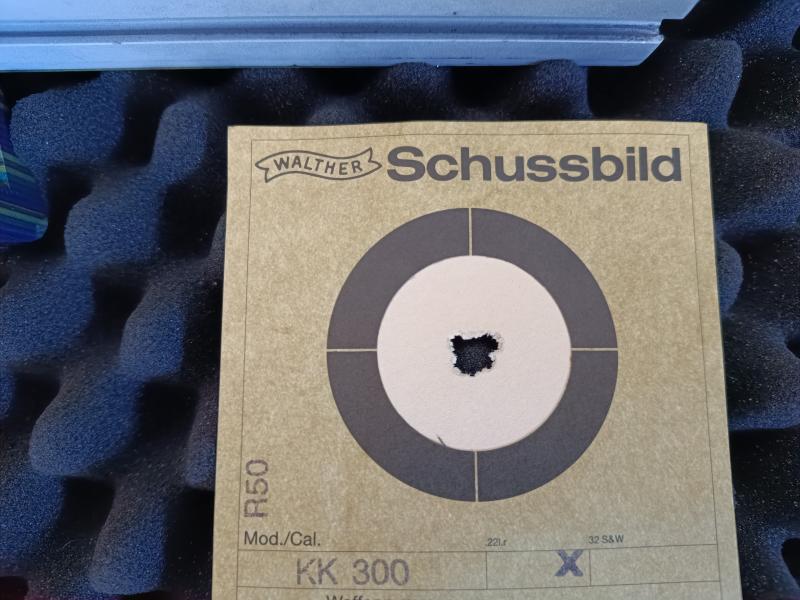 WALTHER Schussbild
R50
Mod./Cal. .22l.r 32 S&W
KK 300 X